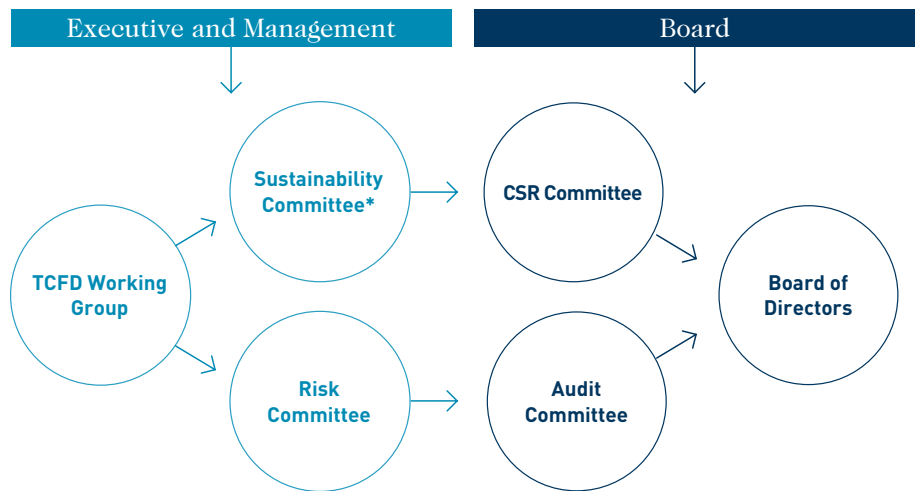 Executive and Management
Board
Sustainability
Committee*
CSR Committee
TCFD Working
Group
Board of
Directors
Risk
Committee
Audit
Committee